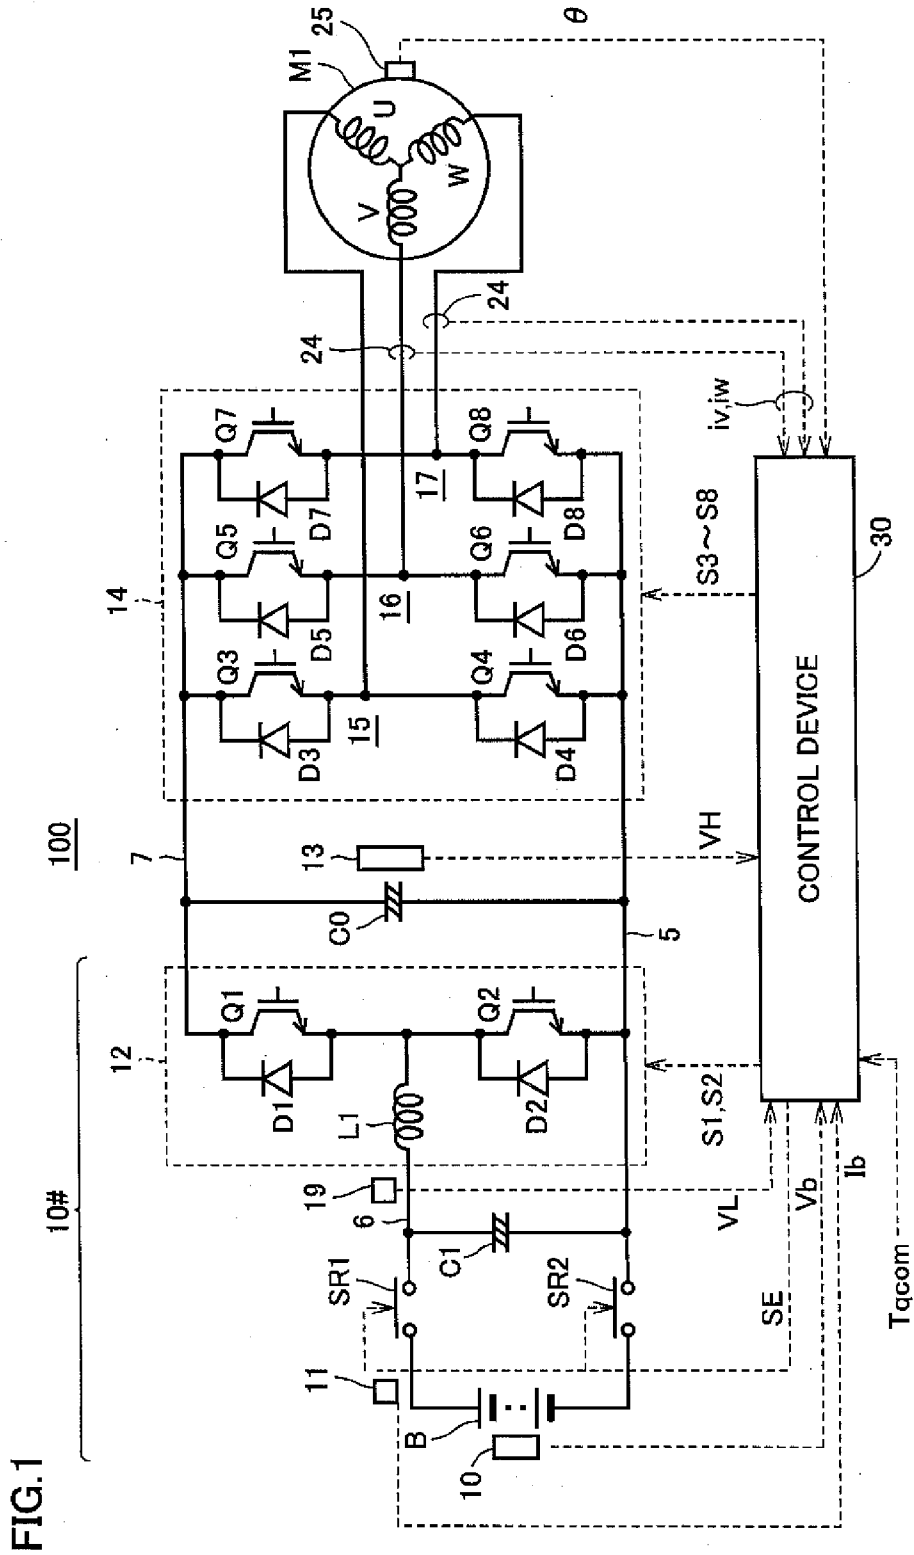 FIG.1
100
10#
12
Q1
D1
L1
Q2
D2
7
13
C0
5
14
Q3
D3
Q5
D5
Q7
D7
15
16
17
Q4
D4
Q6
D6
Q8
D8
24
24
M1
25
U
V
W
θ
B
10
11
SR1
SR2
C1
6
19
VL
SE
Vb
Ib
Tqcom
S1,S2
VH
S3～S8
iv,iw
CONTROL DEVICE
30